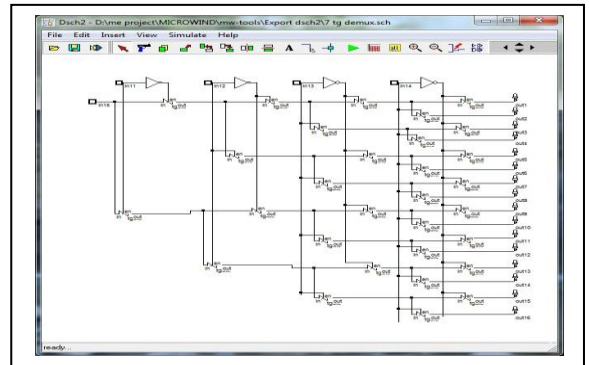 Dsch2 - D:\me project\MICROWIND\mw-tools\Export dsch2\7 tg demux.sch
File Edit Insert View Simulate Help
in11 in12 in13 in14
in16
out1
out2
out3
out4
out5
out6
out7
out8
out9
out10
out11
out12
out13
out14
out15
out16
ready...